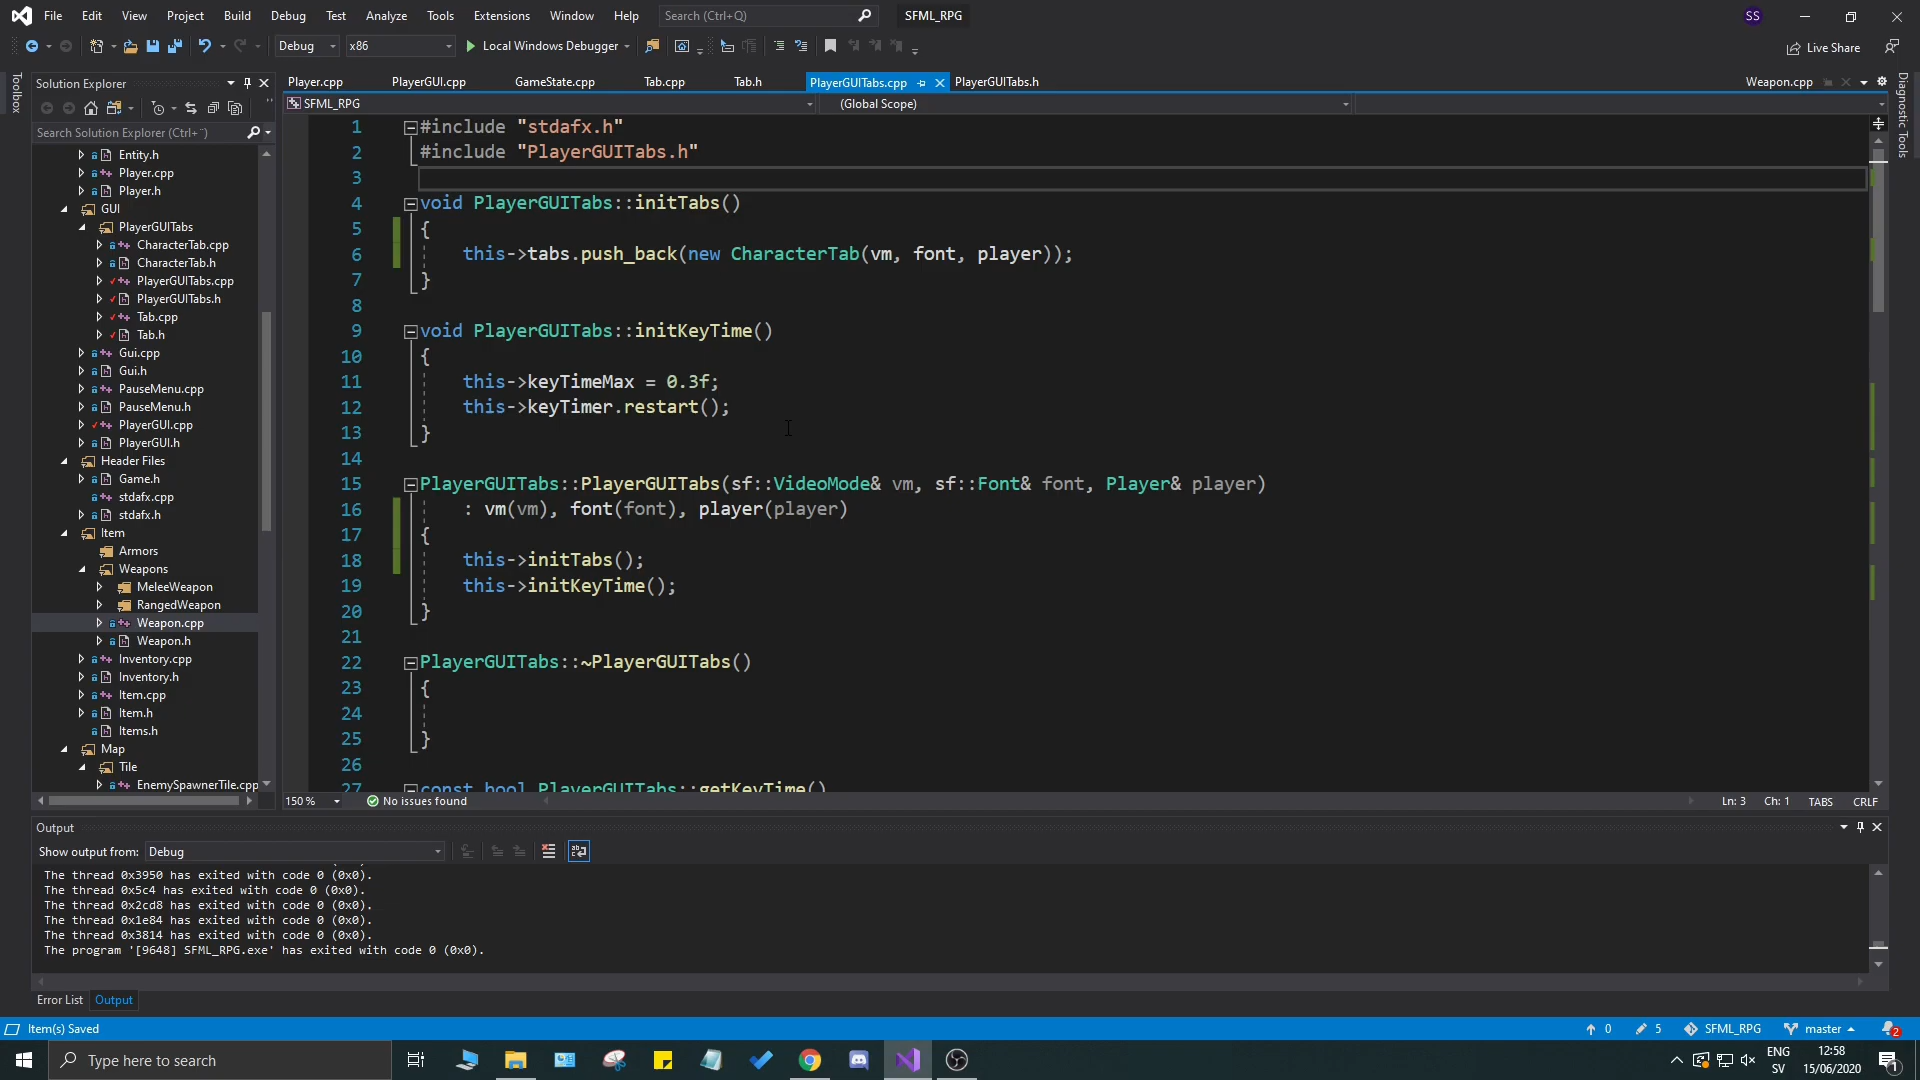 File Edit View Project Build Debug Test Analyze Tools Extensions Window Help Search (Ctrl+Q) SFML_RPG SS
Debug x86 Local Windows Debugger Live Share
Toolbox
Solution Explorer
Search Solution Explorer (Ctrl+¨)
Entity.h
Player.cpp
Player.h
GUI
PlayerGUITabs
CharacterTab.cpp
CharacterTab.h
PlayerGUITabs.cpp
PlayerGUITabs.h
Tab.cpp
Tab.h
Gui.cpp
Gui.h
PauseMenu.cpp
PauseMenu.h
PlayerGUI.cpp
PlayerGUI.h
Header Files
Game.h
stdafx.cpp
stdafx.h
Item
Armors
Weapons
MeleeWeapon
RangedWeapon
Weapon.cpp
Weapon.h
Inventory.cpp
Inventory.h
Item.cpp
Item.h
Items.h
Map
Tile
EnemySpawnerTile.cpp
Player.cpp PlayerGUI.cpp GameState.cpp Tab.cpp Tab.h PlayerGUITabs.cpp PlayerGUITabs.h Weapon.cpp
SFML_RPG (Global Scope)
Diagnostic Tools
1 #include "stdafx.h"
2 #include "PlayerGUITabs.h"
3
4 void PlayerGUITabs::initTabs()
5 {
6 this->tabs.push_back(new CharacterTab(vm, font, player));
7 }
8
9 void PlayerGUITabs::initKeyTime()
10 {
11 this->keyTimeMax = 0.3f;
12 this->keyTimer.restart();
13 }
14
15 PlayerGUITabs::PlayerGUITabs(sf::VideoMode& vm, sf::Font& font, Player& player)
16 : vm(vm), font(font), player(player)
17 {
18 this->initTabs();
19 this->initKeyTime();
20 }
21
22 PlayerGUITabs::~PlayerGUITabs()
23 {
24
25 }
26
27 const bool PlayerGUITabs::getKeyTime()
150 % No issues found Ln: 3 Ch: 1 TABS CRLF
Output
Show output from: Debug
The thread 0x3950 has exited with code 0 (0x0).
The thread 0x5c4 has exited with code 0 (0x0).
The thread 0x2cd8 has exited with code 0 (0x0).
The thread 0x1e84 has exited with code 0 (0x0).
The thread 0x3814 has exited with code 0 (0x0).
The program '[9648] SFML_RPG.exe' has exited with code 0 (0x0).
Error List Output
Item(s) Saved 0 5 SFML_RPG master 2
Type here to search
ENG
SV
12:58
15/06/2020
1